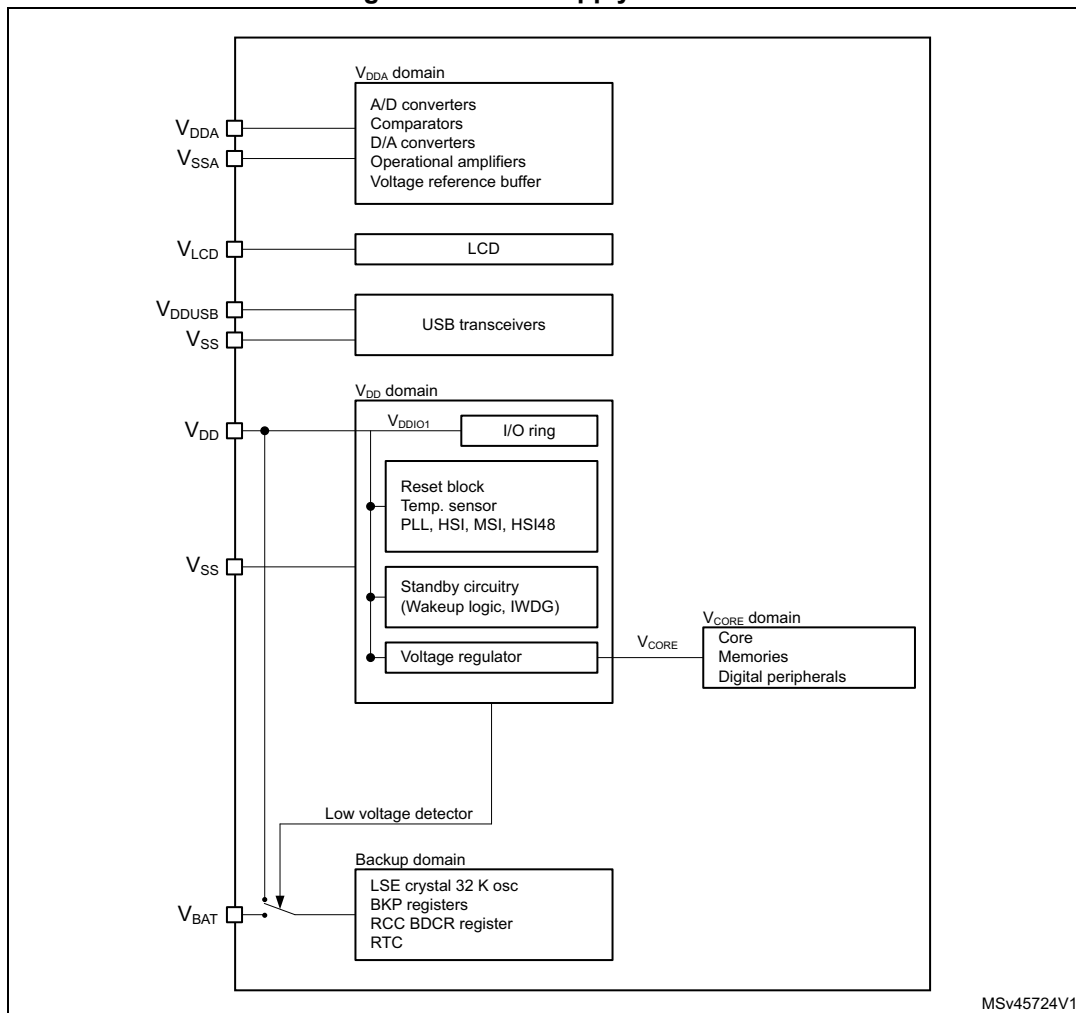 V_DDA domain
A/D converters
Comparators
D/A converters
Operational amplifiers
Voltage reference buffer
V_DDA
V_SSA
V_LCD
LCD
V_DDUSB
V_SS
USB transceivers
V_DD domain
V_DD
V_DDIO1
I/O ring
Reset block
Temp. sensor
PLL, HSI, MSI, HSI48
V_SS
Standby circuitry
(Wakeup logic, IWDG)
Voltage regulator
V_CORE
V_CORE domain
Core
Memories
Digital peripherals
Low voltage detector
Backup domain
LSE crystal 32 K osc
BKP registers
RCC BDCR register
RTC
V_BAT
MSv45724V1